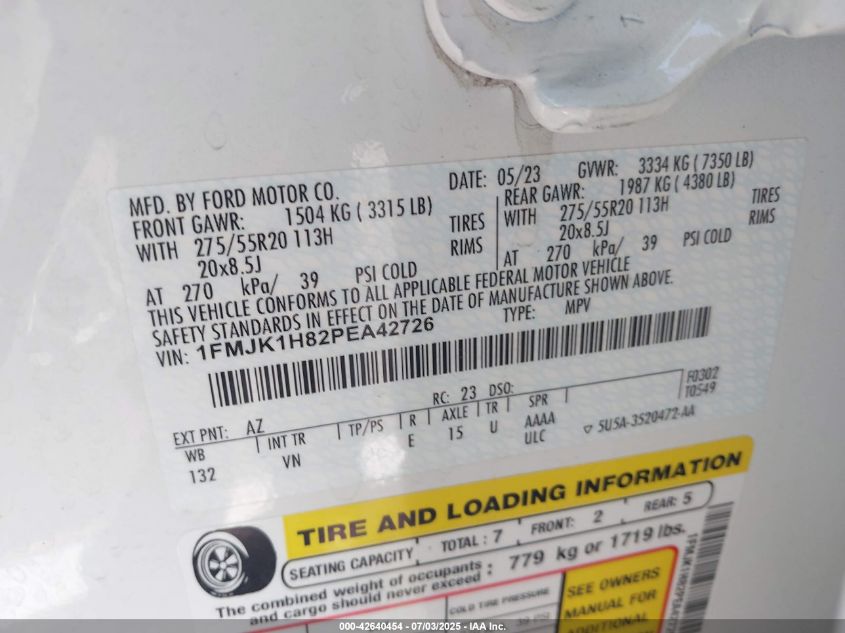 MFD. BY FORD MOTOR CO.
DATE: 05/23 GVWR: 3334 KG ( 7350 LB)
FRONT GAWR: 1504 KG ( 3315 LB)
REAR GAWR: 1987 KG ( 4380 LB)
WITH 275/55R20 113H TIRES
WITH 275/55R20 113H TIRES
20x8.5J RIMS
20x8.5J RIMS
AT 270 kPa/ 39 PSI COLD
AT 270 kPa/ 39 PSI COLD
THIS VEHICLE CONFORMS TO ALL APPLICABLE FEDERAL MOTOR VEHICLE
SAFETY STANDARDS IN EFFECT ON THE DATE OF MANUFACTURE SHOWN ABOVE.
VIN: 1FMJK1H82PEA42726 TYPE: MPV
F0302
T0549
EXT PNT: AZ RC: 23 DSO:
WB INT TR TP/PS R AXLE TR SPR
132 VN E 15 U AAAA
ULC
5U5A-3520472-AA
TIRE AND LOADING INFORMATION
SEATING CAPACITY TOTAL: 7 FRONT: 2 REAR: 5
The combined weight of occupants
and cargo should never exceed : 779 kg or 1719 lbs.
COLD TIRE PRESSURE
39 PSI
SEE OWNERS
MANUAL FOR
ADDITIONAL
000-42640454 - 07/03/2025 - IAA Inc.